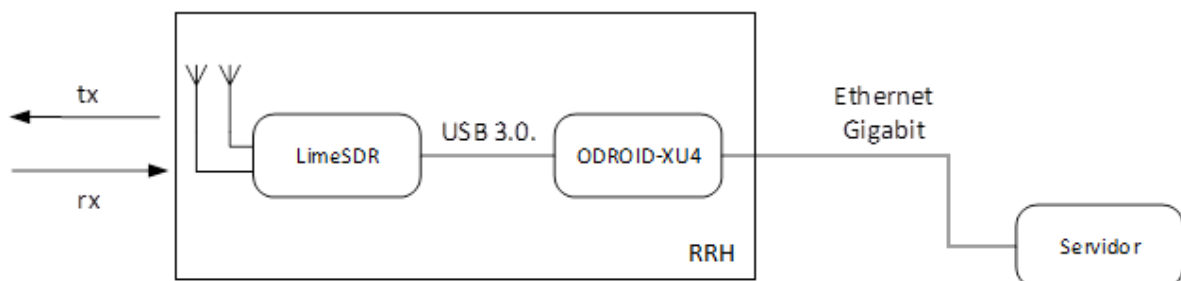 tx
rx
LimeSDR
USB 3.0.
ODROID-XU4
RRH
Ethernet
Gigabit
Servidor